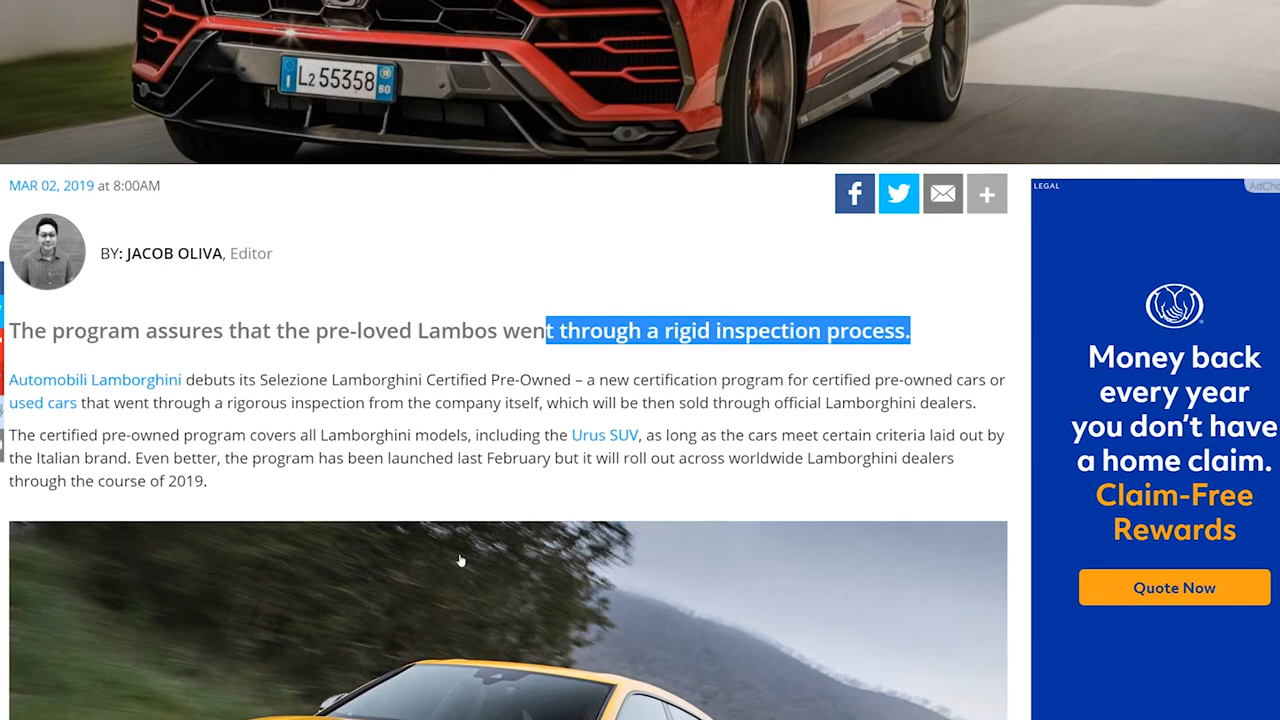 L2 55358
I
BO
MAR 02, 2019 at 8:00AM
f
+
BY: JACOB OLIVA, Editor
The program assures that the pre-loved Lambos went through a rigid inspection process.
Automobili Lamborghini debuts its Selezione Lamborghini Certified Pre-Owned – a new certification program for certified pre-owned cars or
used cars that went through a rigorous inspection from the company itself, which will be then sold through official Lamborghini dealers.
The certified pre-owned program covers all Lamborghini models, including the Urus SUV, as long as the cars meet certain criteria laid out by
the Italian brand. Even better, the program has been launched last February but it will roll out across worldwide Lamborghini dealers
through the course of 2019.
LEGAL
AdCho
Money back
every year
you don't have
a home claim.
Claim-Free
Rewards
Quote Now